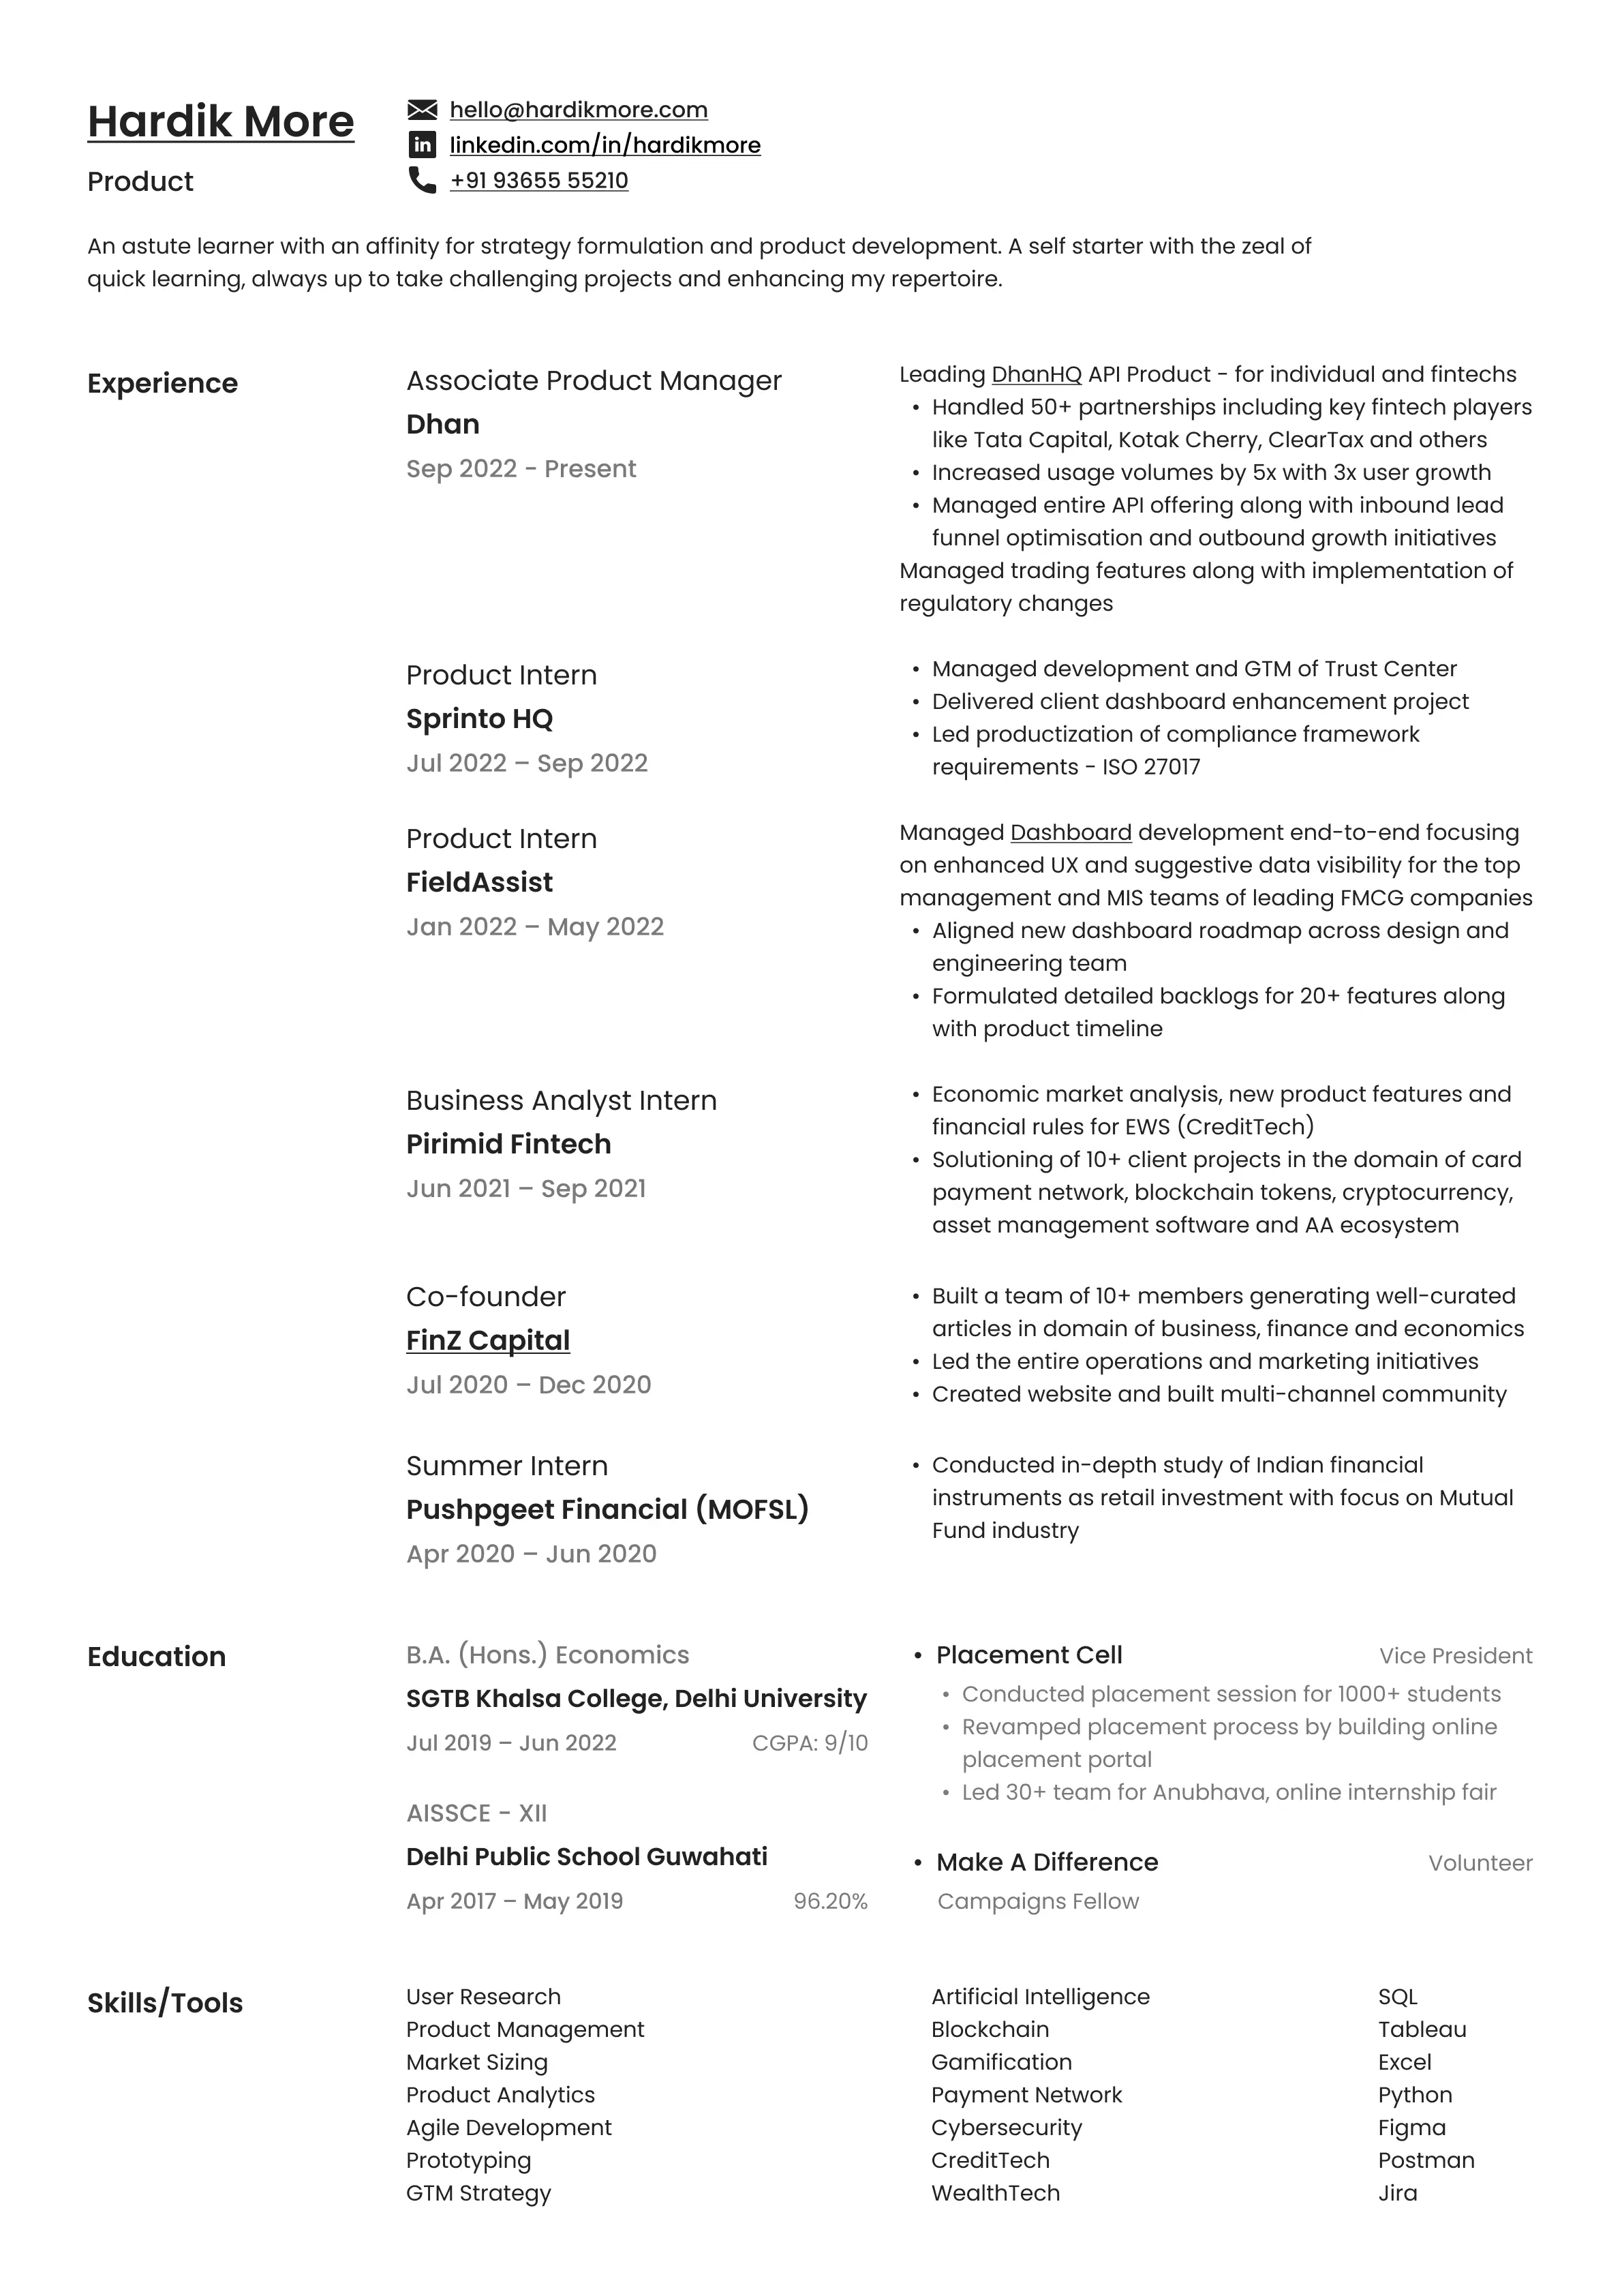 Hardik More
Product
hello@hardikmore.com
linkedin.com/in/hardikmore
+91 93655 55210
An astute learner with an affinity for strategy formulation and product development. A self starter with the zeal of
quick learning, always up to take challenging projects and enhancing my repertoire.
Experience
Associate Product Manager
Dhan
Sep 2022 - Present
Leading DhanHQ API Product - for individual and fintechs
• Handled 50+ partnerships including key fintech players
like Tata Capital, Kotak Cherry, ClearTax and others
• Increased usage volumes by 5x with 3x user growth
• Managed entire API offering along with inbound lead
funnel optimisation and outbound growth initiatives
Managed trading features along with implementation of
regulatory changes
Product Intern
Sprinto HQ
Jul 2022 – Sep 2022
• Managed development and GTM of Trust Center
• Delivered client dashboard enhancement project
• Led productization of compliance framework
requirements - ISO 27017
Product Intern
FieldAssist
Jan 2022 – May 2022
Managed Dashboard development end-to-end focusing
on enhanced UX and suggestive data visibility for the top
management and MIS teams of leading FMCG companies
• Aligned new dashboard roadmap across design and
engineering team
• Formulated detailed backlogs for 20+ features along
with product timeline
Business Analyst Intern
Pirimid Fintech
Jun 2021 – Sep 2021
• Economic market analysis, new product features and
financial rules for EWS (CreditTech)
• Solutioning of 10+ client projects in the domain of card
payment network, blockchain tokens, cryptocurrency,
asset management software and AA ecosystem
Co-founder
FinZ Capital
Jul 2020 – Dec 2020
• Built a team of 10+ members generating well-curated
articles in domain of business, finance and economics
• Led the entire operations and marketing initiatives
• Created website and built multi-channel community
Summer Intern
Pushpgeet Financial (MOFSL)
Apr 2020 – Jun 2020
• Conducted in-depth study of Indian financial
instruments as retail investment with focus on Mutual
Fund industry
Education
B.A. (Hons.) Economics
SGTB Khalsa College, Delhi University
Jul 2019 – Jun 2022 CGPA: 9/10
AISSCE - XII
Delhi Public School Guwahati
Apr 2017 – May 2019 96.20%
• Placement Cell Vice President
• Conducted placement session for 1000+ students
• Revamped placement process by building online
placement portal
• Led 30+ team for Anubhava, online internship fair
• Make A Difference Volunteer
Campaigns Fellow
Skills/Tools
User Research
Product Management
Market Sizing
Product Analytics
Agile Development
Prototyping
GTM Strategy
Artificial Intelligence
Blockchain
Gamification
Payment Network
Cybersecurity
CreditTech
WealthTech
SQL
Tableau
Excel
Python
Figma
Postman
Jira